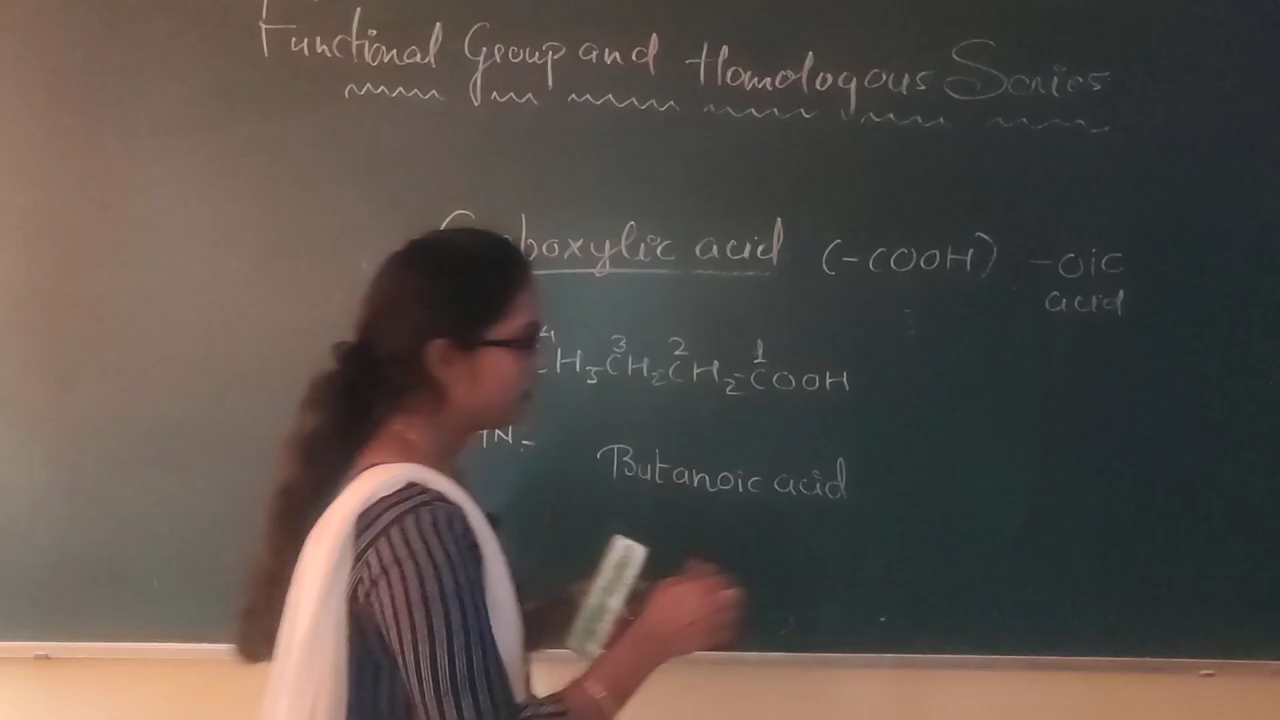 Functional Group and Homologous Series
Carboxylic acid (-COOH) -oic
acid
4 3 2 1
CH₃CH₂CH₂COOH
IN:-
Butanoic acid